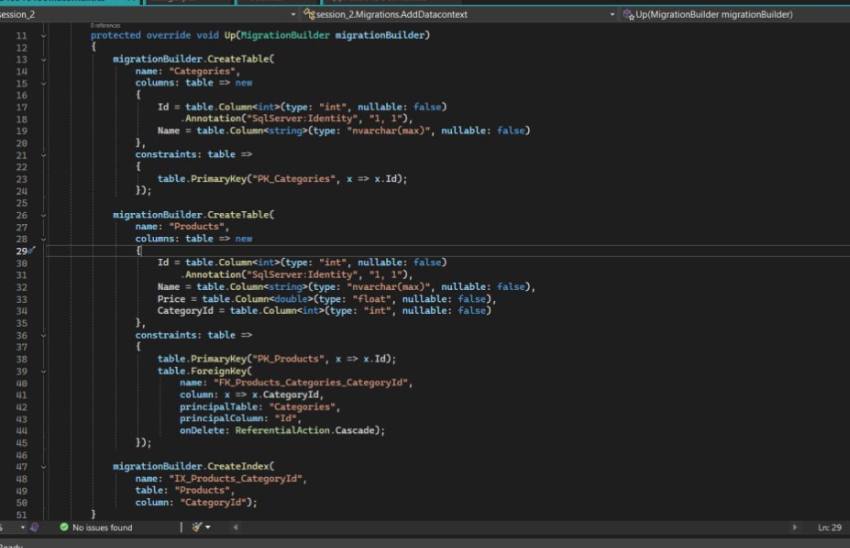 session_2
session_2.Migrations.AddDatacontext
Up(MigrationBuilder migrationBuilder)
0 references
11 protected override void Up(MigrationBuilder migrationBuilder)
12 {
13 migrationBuilder.CreateTable(
14 name: "Categories",
15 columns: table => new
16 {
17 Id = table.Column<int>(type: "int", nullable: false)
18 .Annotation("SqlServer:Identity", "1, 1"),
19 Name = table.Column<string>(type: "nvarchar(max)", nullable: false)
20 },
21 constraints: table =>
22 {
23 table.PrimaryKey("PK_Categories", x => x.Id);
24 });
25
26 migrationBuilder.CreateTable(
27 name: "Products",
28 columns: table => new
29 {
30 Id = table.Column<int>(type: "int", nullable: false)
31 .Annotation("SqlServer:Identity", "1, 1"),
32 Name = table.Column<string>(type: "nvarchar(max)", nullable: false),
33 Price = table.Column<double>(type: "float", nullable: false),
34 CategoryId = table.Column<int>(type: "int", nullable: false)
35 },
36 constraints: table =>
37 {
38 table.PrimaryKey("PK_Products", x => x.Id);
39 table.ForeignKey(
40 name: "FK_Products_Categories_CategoryId",
41 column: x => x.CategoryId,
42 principalTable: "Categories",
43 principalColumn: "Id",
44 onDelete: ReferentialAction.Cascade);
45 });
46
47 migrationBuilder.CreateIndex(
48 name: "IX_Products_CategoryId",
49 table: "Products",
50 column: "CategoryId");
51 }
No issues found
Ln: 29